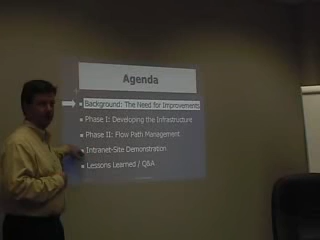 Agenda
Background: The Need for Improvements
Phase I: Developing the Infrastructure
Phase II: Flow Path Management
Intranet-Site Demonstration
Lessons Learned / Q&A